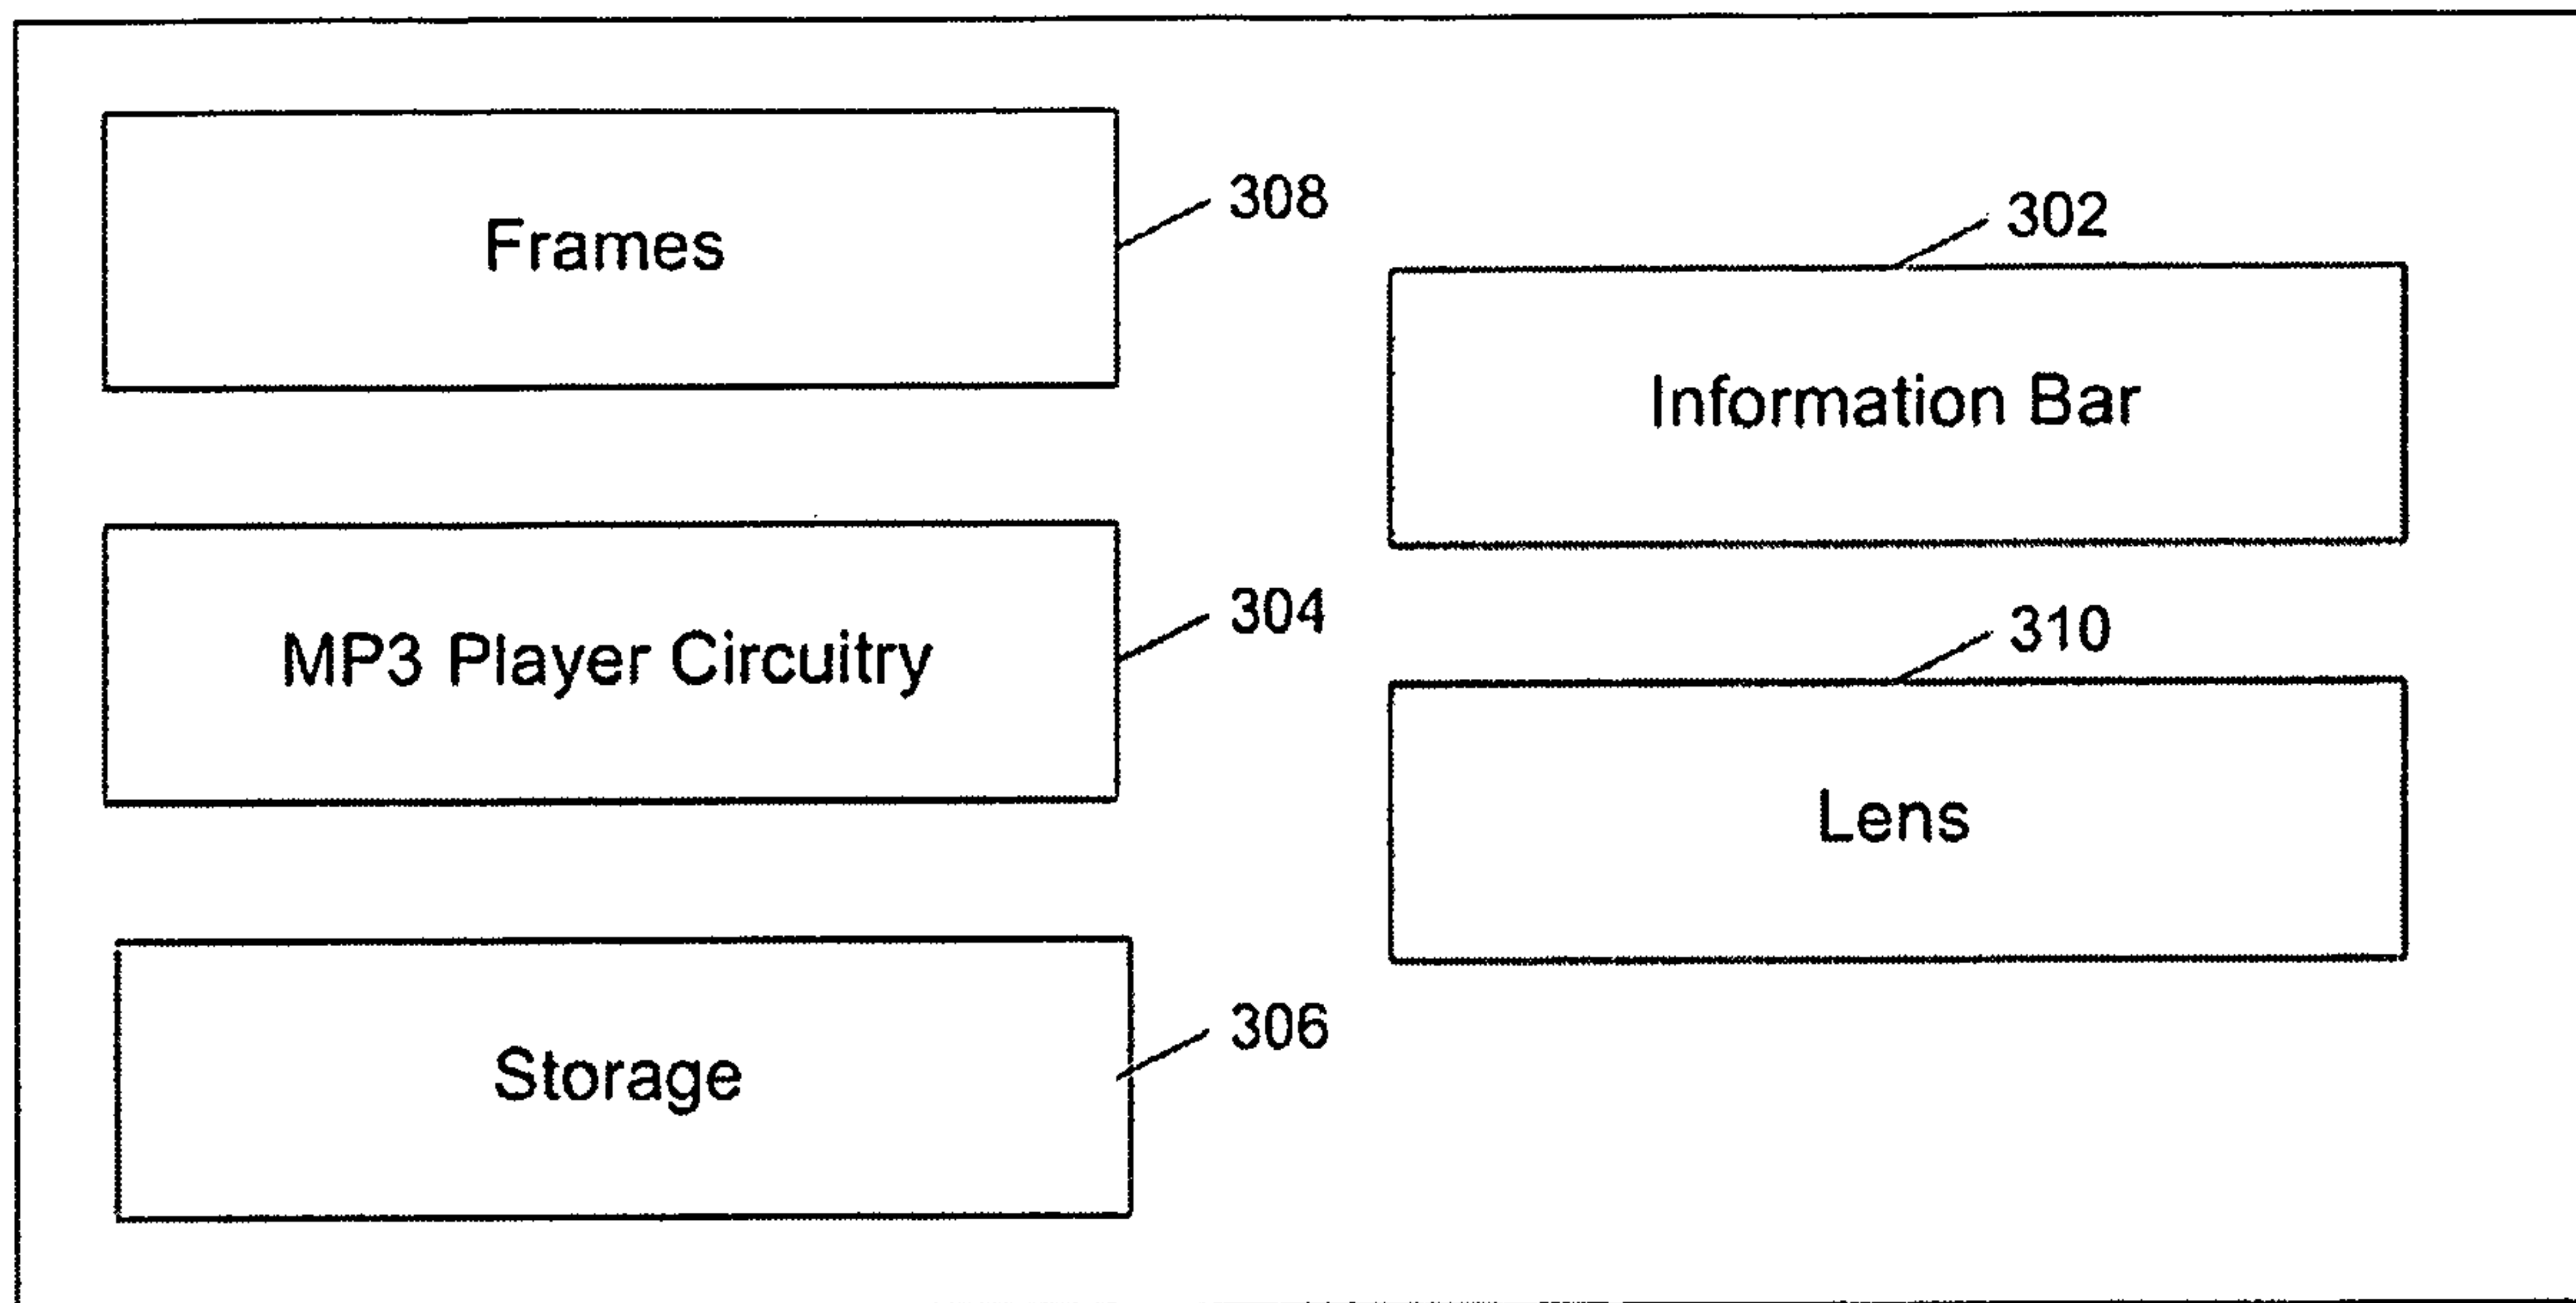 Frames
308
302
Information Bar
MP3 Player Circuitry
304
310
Lens
Storage
306